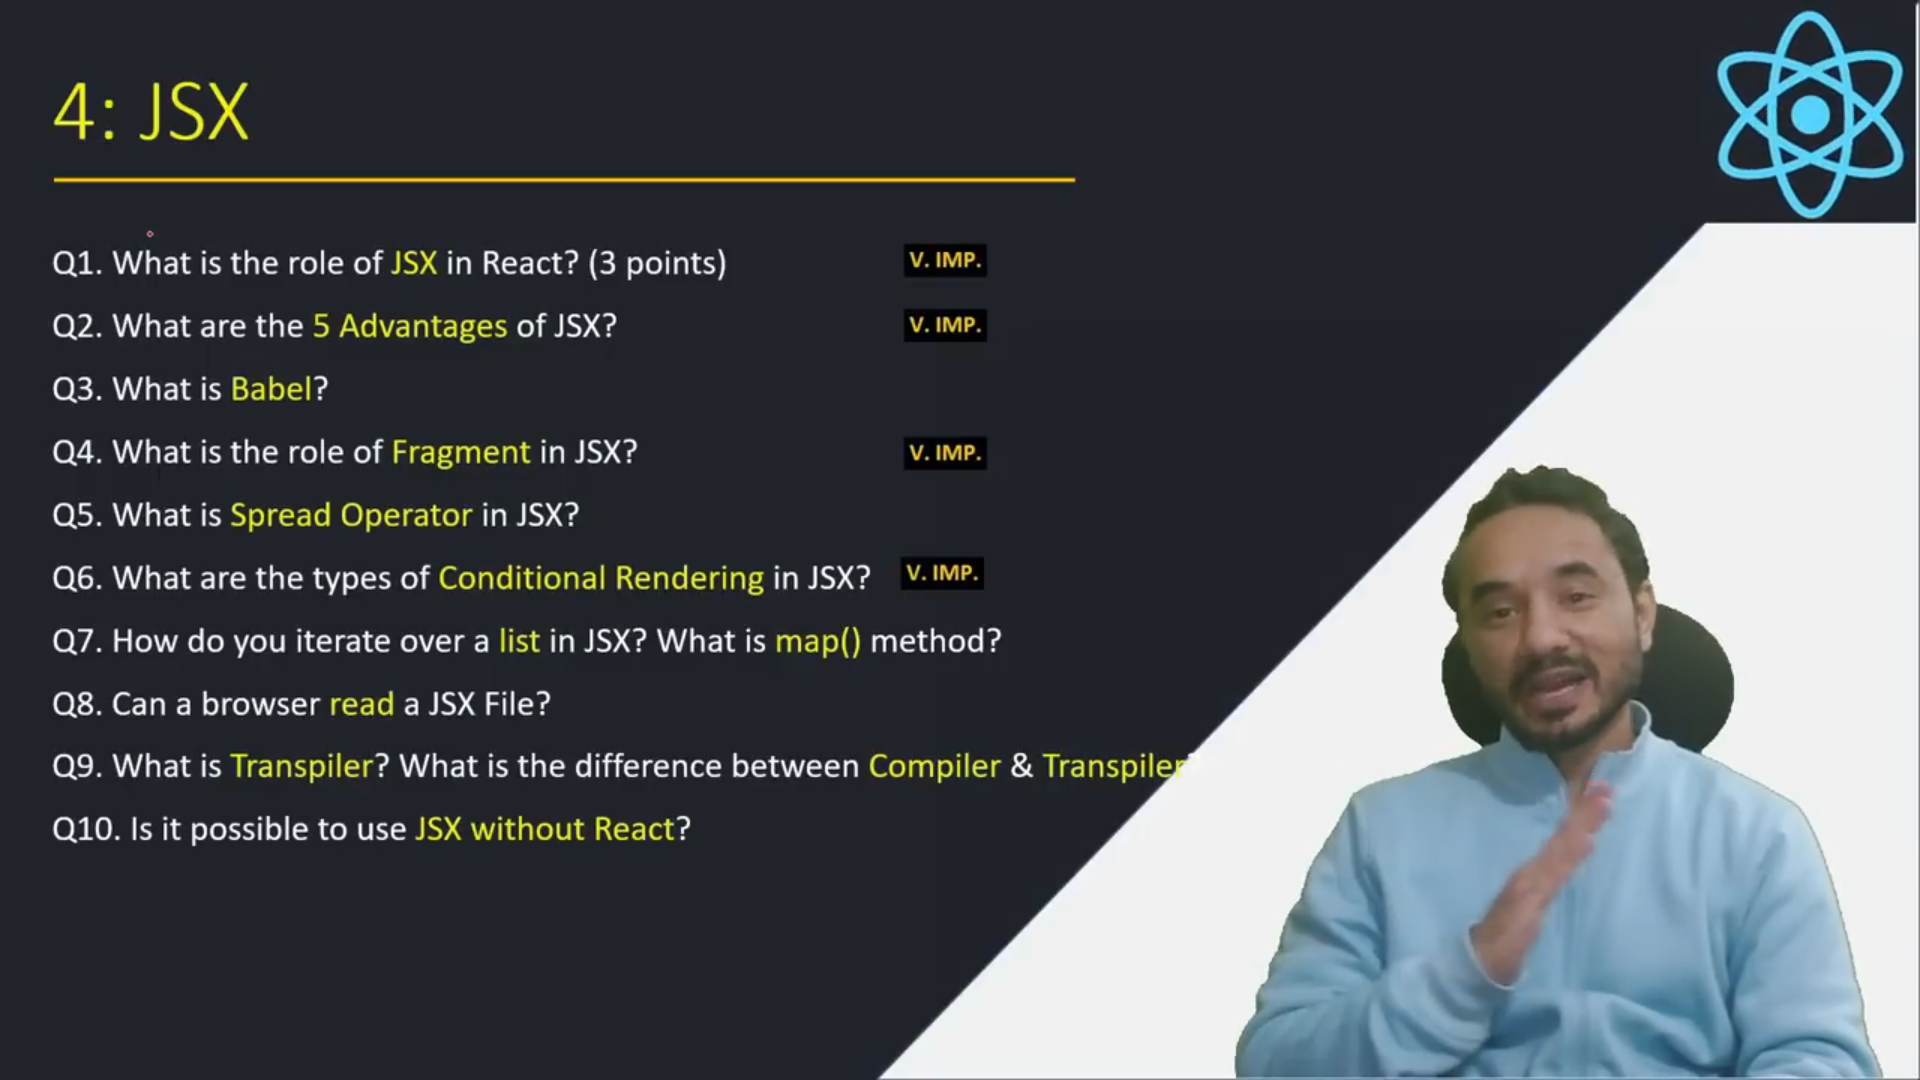 4: JSX
Q1. What is the role of JSX in React? (3 points) V. IMP.
Q2. What are the 5 Advantages of JSX? V. IMP.
Q3. What is Babel?
Q4. What is the role of Fragment in JSX? V. IMP.
Q5. What is Spread Operator in JSX?
Q6. What are the types of Conditional Rendering in JSX? V. IMP.
Q7. How do you iterate over a list in JSX? What is map() method?
Q8. Can a browser read a JSX File?
Q9. What is Transpiler? What is the difference between Compiler & Transpiler?
Q10. Is it possible to use JSX without React?